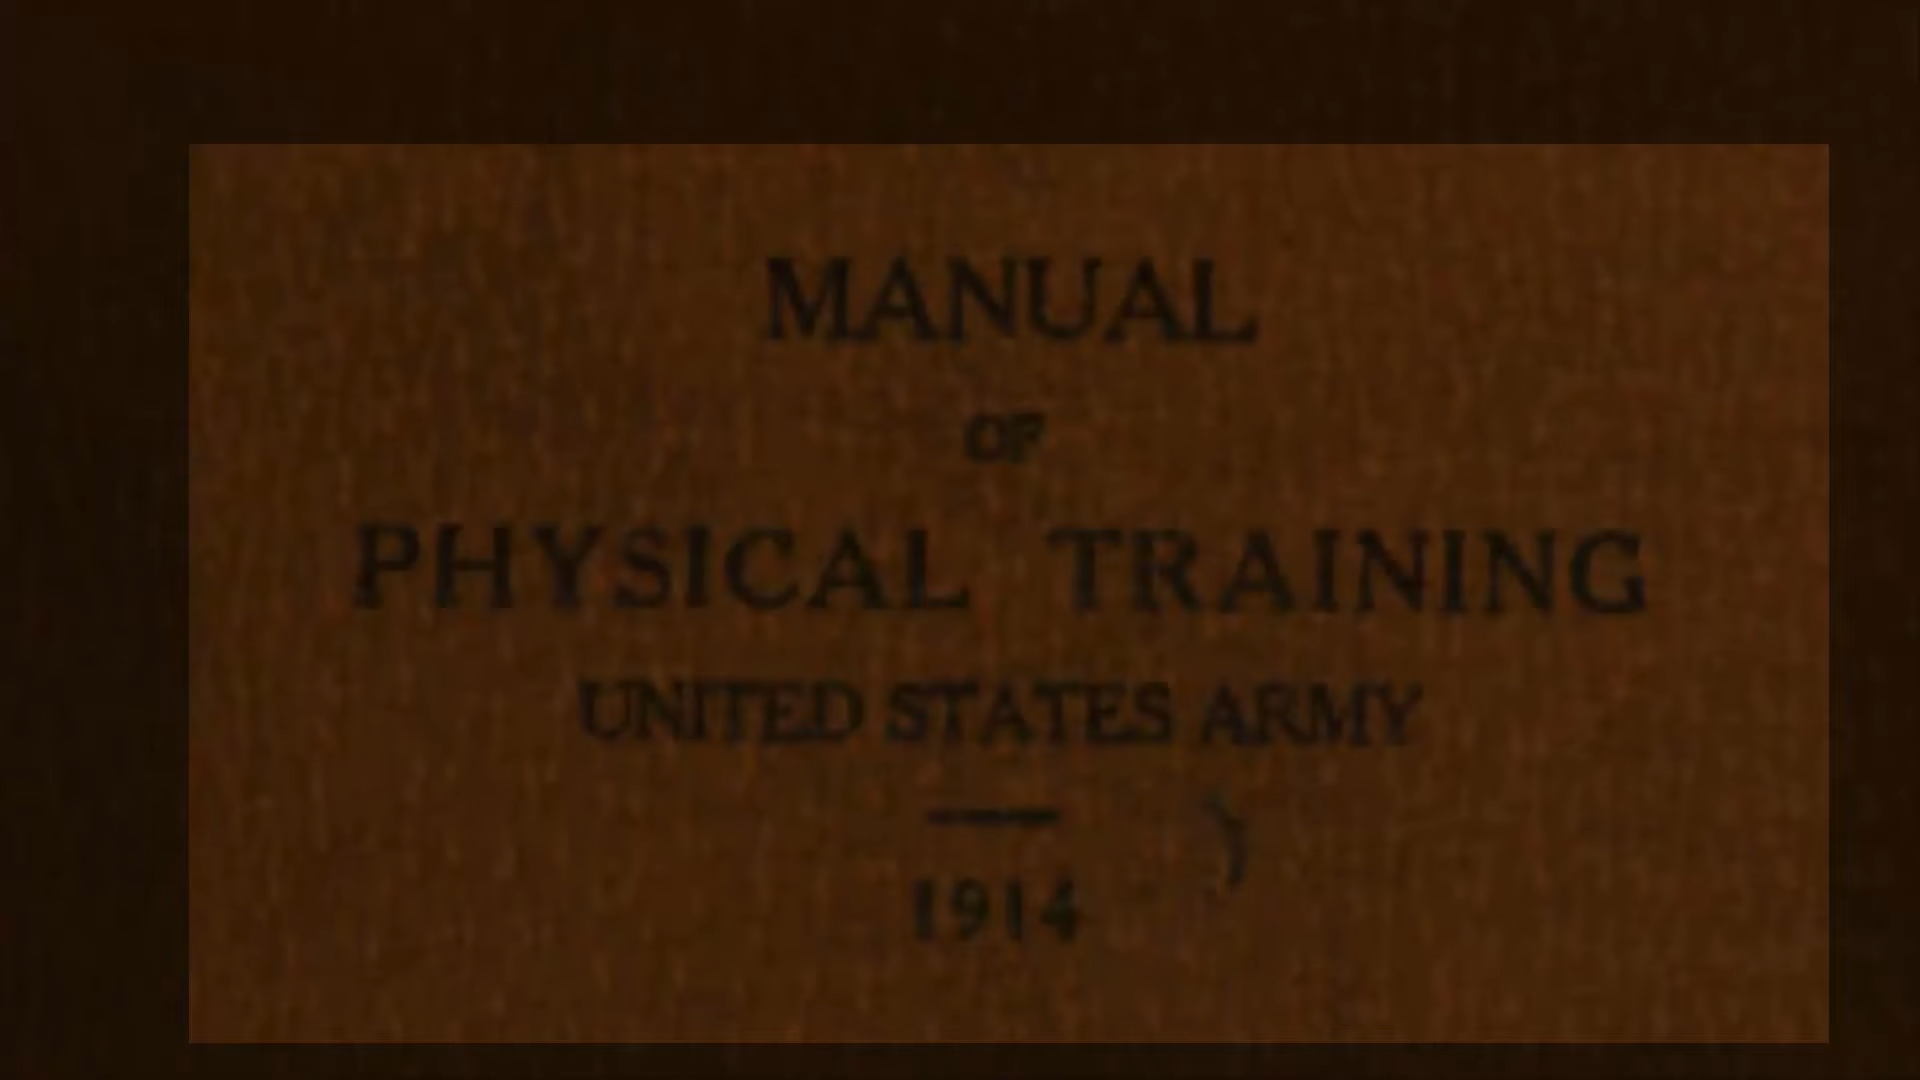 MANUAL
OF
PHYSICAL TRAINING
UNITED STATES ARMY
1914